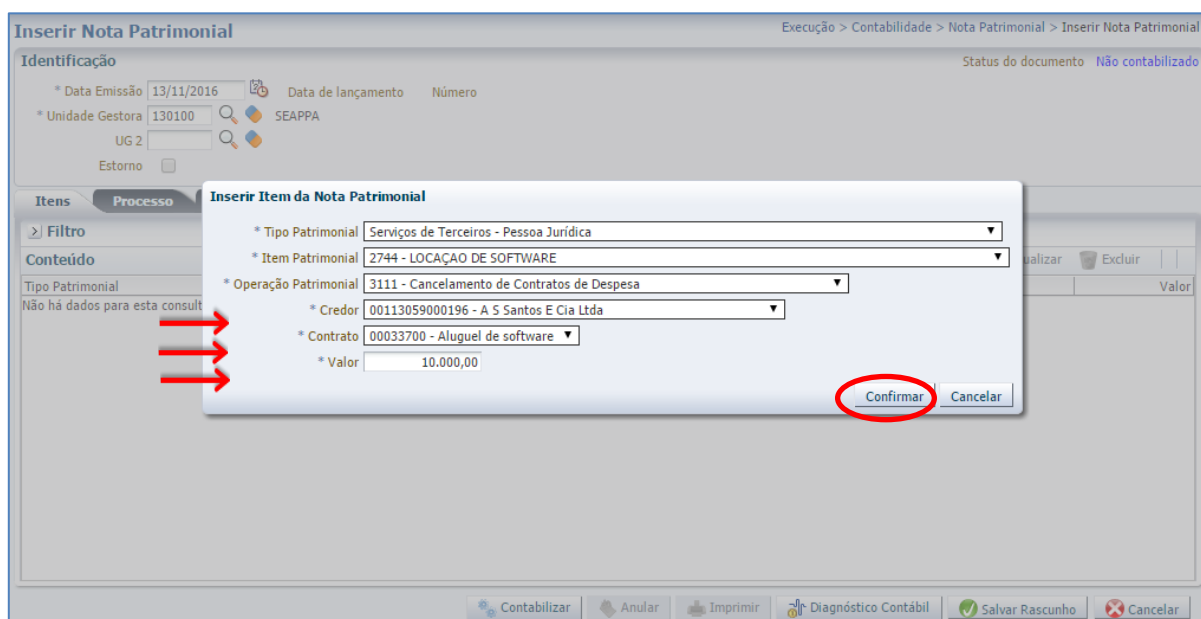 Inserir Nota Patrimonial
Execução > Contabilidade > Nota Patrimonial > Inserir Nota Patrimonial
Identificação
Status do documento Não contabilizado
* Data Emissão 13/11/2016 Data de lançamento Número
* Unidade Gestora 130100 SEAPPA
UG 2
Estorno
Itens Processo
Inserir Item da Nota Patrimonial
> Filtro
* Tipo Patrimonial Serviços de Terceiros - Pessoa Jurídica
Conteúdo
* Item Patrimonial 2744 - LOCAÇAO DE SOFTWARE
Excluir
Tipo Patrimonial
* Operação Patrimonial 3111 - Cancelamento de Contratos de Despesa
Valor
Não há dados para esta consult
* Credor 00113059000196 - A S Santos E Cia Ltda
* Contrato 00033700 - Aluguel de software
* Valor 10.000,00
Confirmar Cancelar
Contabilizar Anular Imprimir Diagnóstico Contábil Salvar Rascunho Cancelar